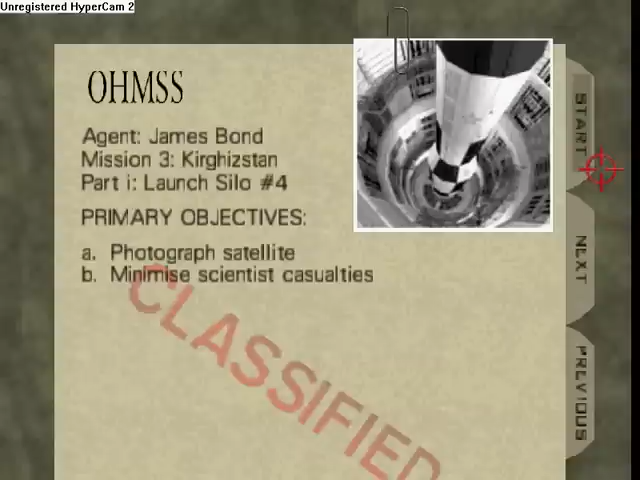 Unregistered HyperCam 2
OHMSS
Agent: James Bond
Mission 3: Kirghizstan
Part i: Launch Silo #4
PRIMARY OBJECTIVES:
a. Photograph satellite
b. Minimise scientist casualties
CLASSIFIED
START
NEXT
PREVIOUS